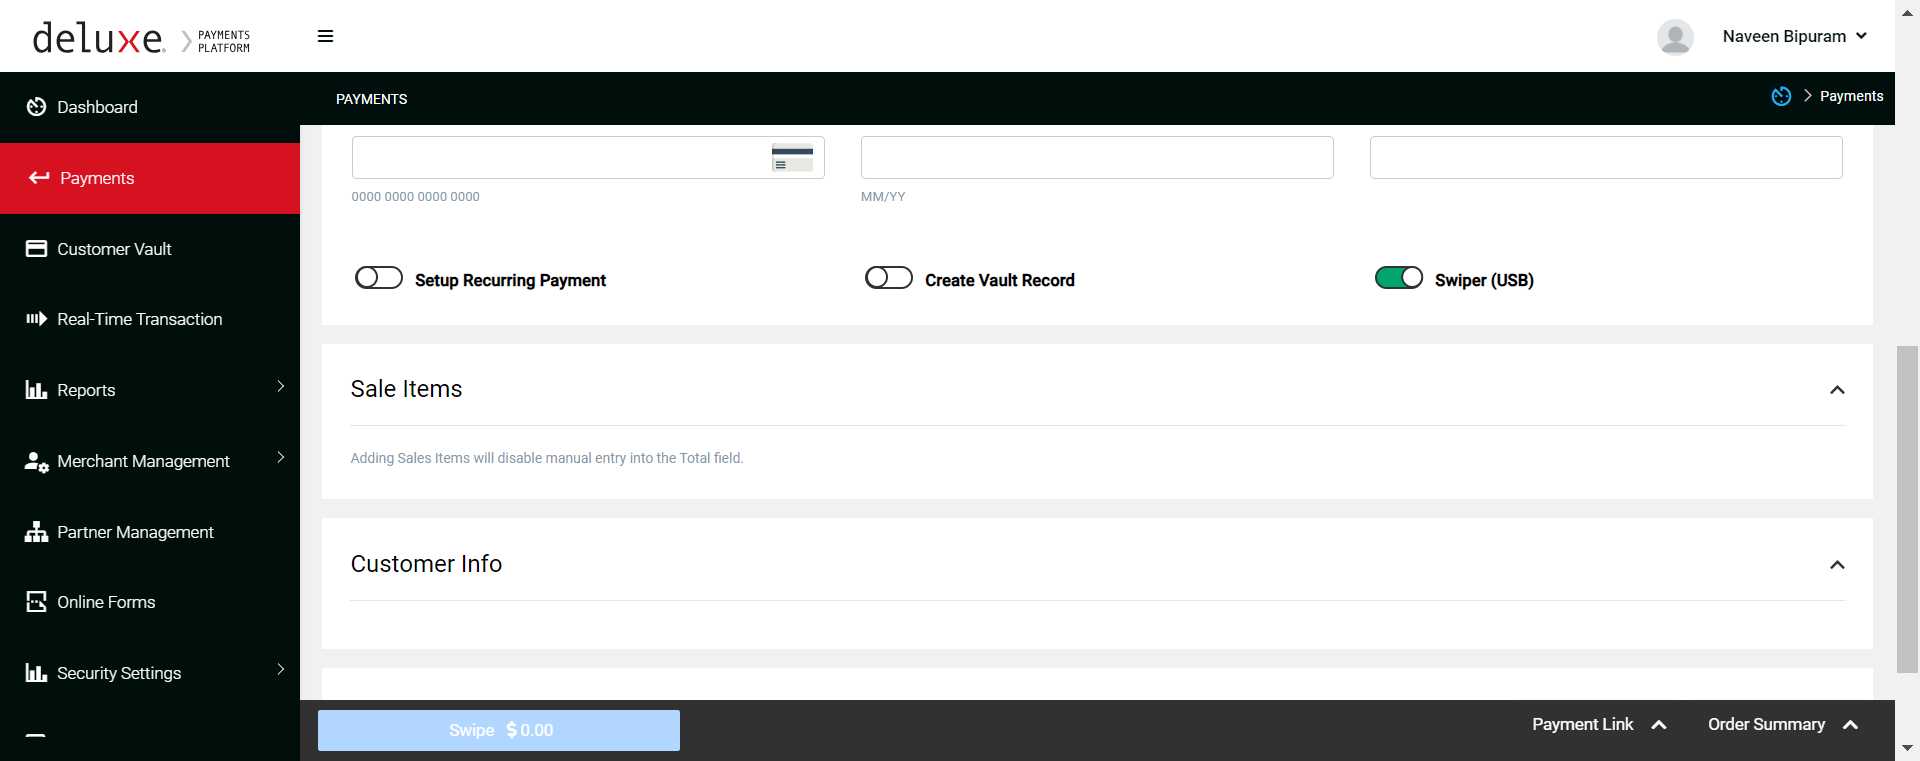 deluxe. PAYMENTS PLATFORM
Naveen Bipuram
Dashboard
PAYMENTS
Payments
Payments
0000 0000 0000 0000
MM/YY
Customer Vault
Setup Recurring Payment
Create Vault Record
Swiper (USB)
Real-Time Transaction
Reports
Sale Items
Adding Sales Items will disable manual entry into the Total field.
Merchant Management
Partner Management
Customer Info
Online Forms
Security Settings
Swipe $0.00
Payment Link
Order Summary